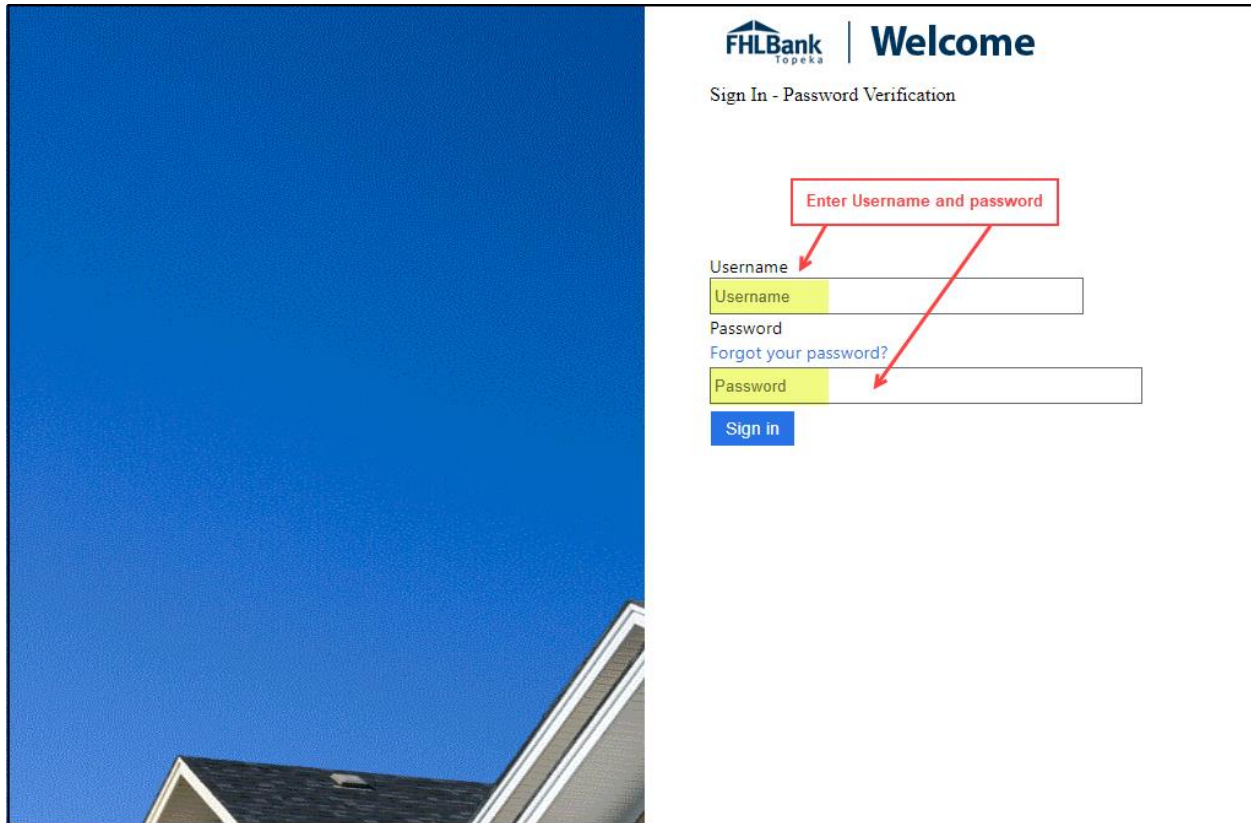 FHLBank
Topeka
Welcome
Sign In - Password Verification
Enter Username and password
Username
Username
Password
Forgot your password?
Password
Sign in